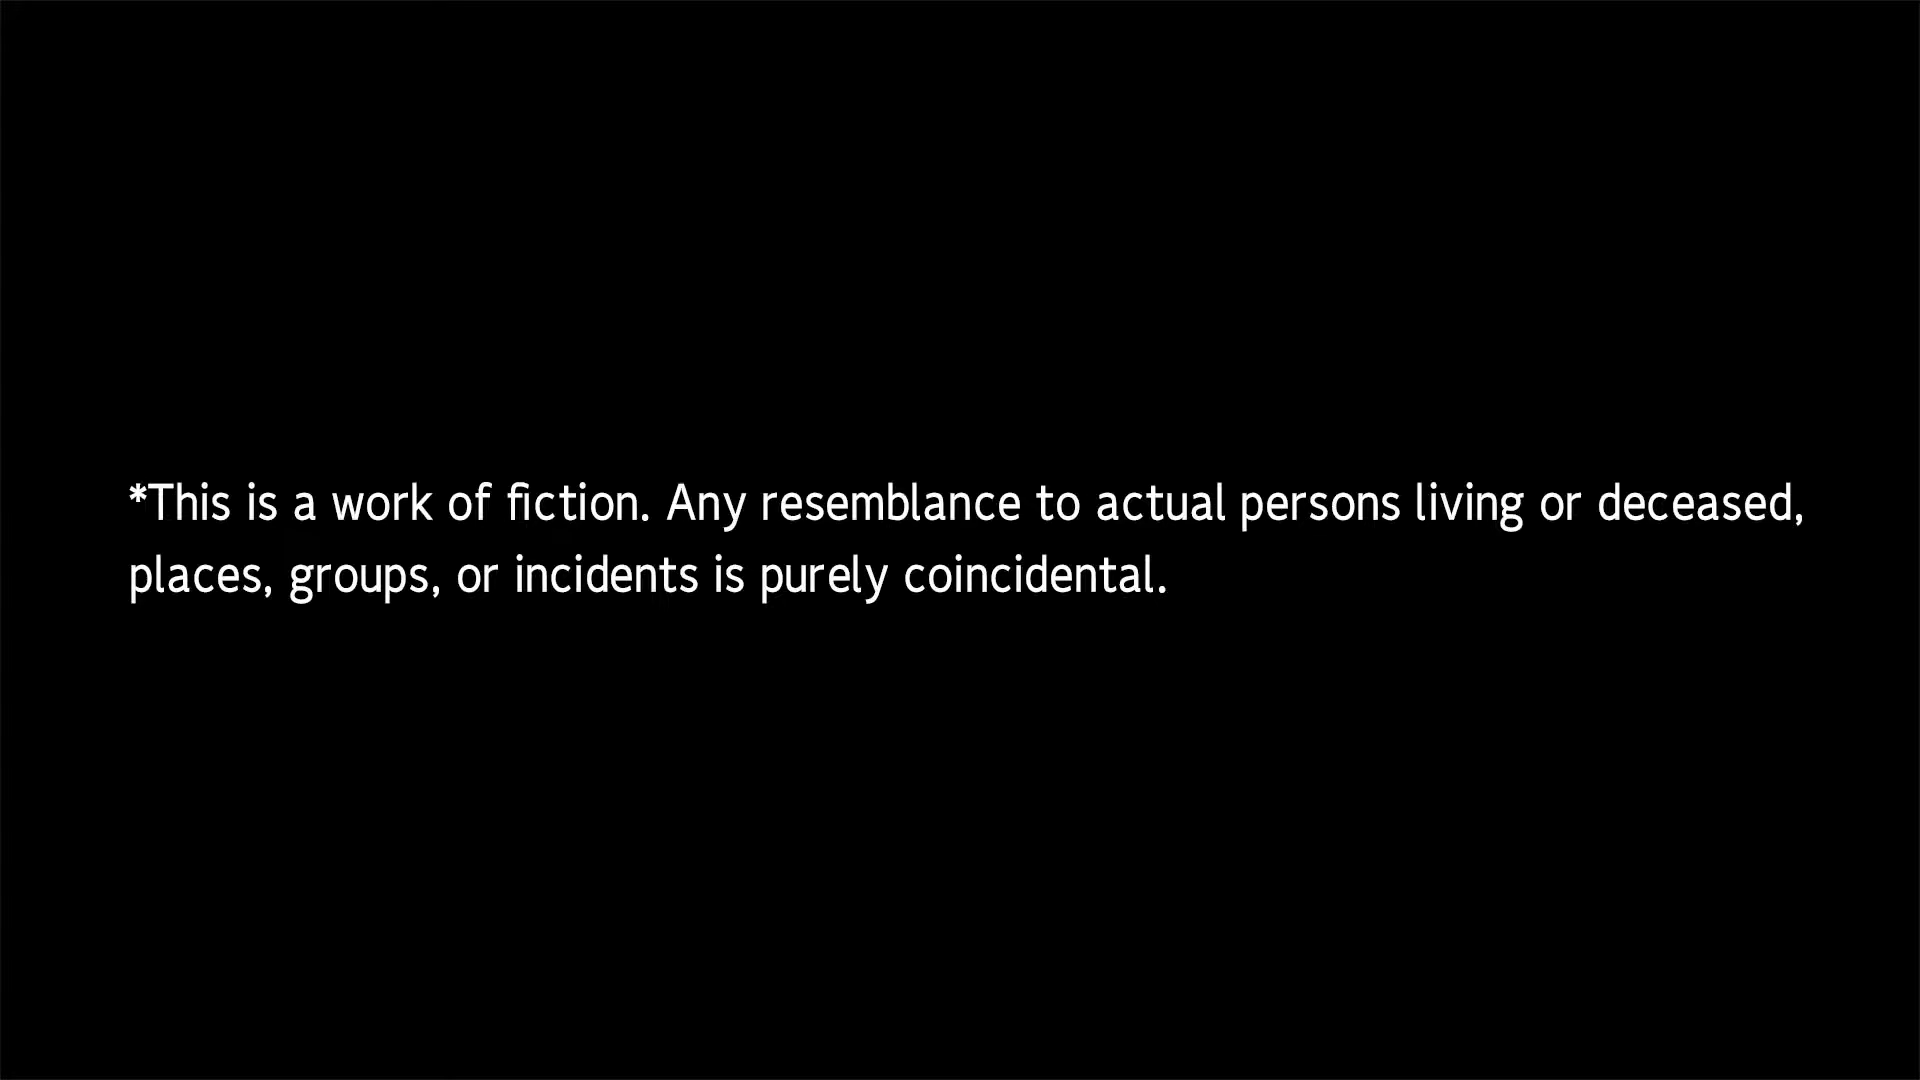 *This is a work of fiction. Any resemblance to actual persons living or deceased,
places, groups, or incidents is purely coincidental.